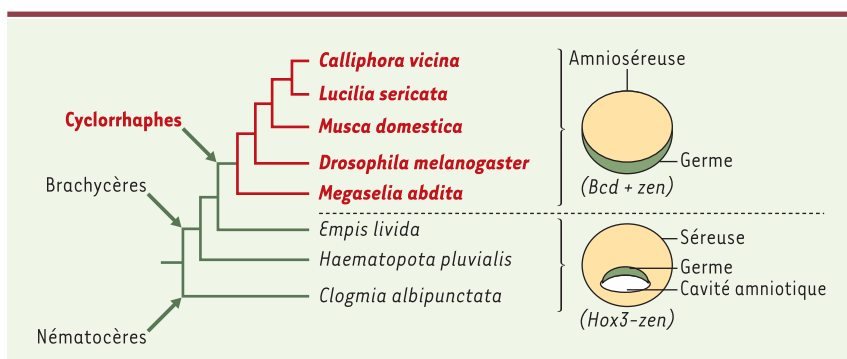 Calliphora vicina
Lucilia sericata
Musca domestica
Drosophila melanogaster
Megaselia abdita
Empis livida
Haematopota pluvialis
Clogmia albipunctata
Cyclorrhaphes
Brachycères
Nématocères
Amnioséreuse
Germe
(Bcd + zen)
Séreuse
Germe
Cavité amniotique
(Hox3-zen)